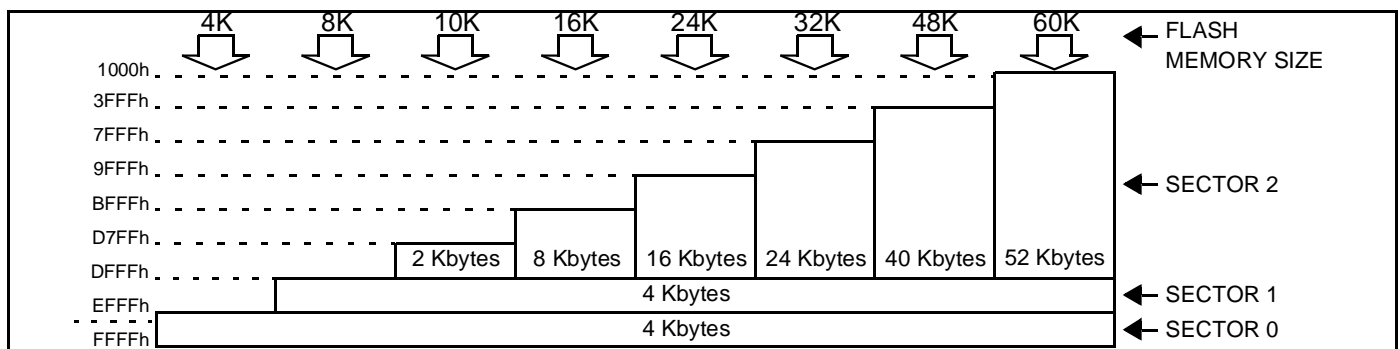 4K 8K 10K 16K 24K 32K 48K 60K
FLASH
MEMORY SIZE
1000h
3FFFh
7FFFh
9FFFh
SECTOR 2
BFFFh
D7FFh
2 Kbytes 8 Kbytes 16 Kbytes 24 Kbytes 40 Kbytes 52 Kbytes
DFFFh
4 Kbytes
SECTOR 1
EFFFh
4 Kbytes
SECTOR 0
FFFFh